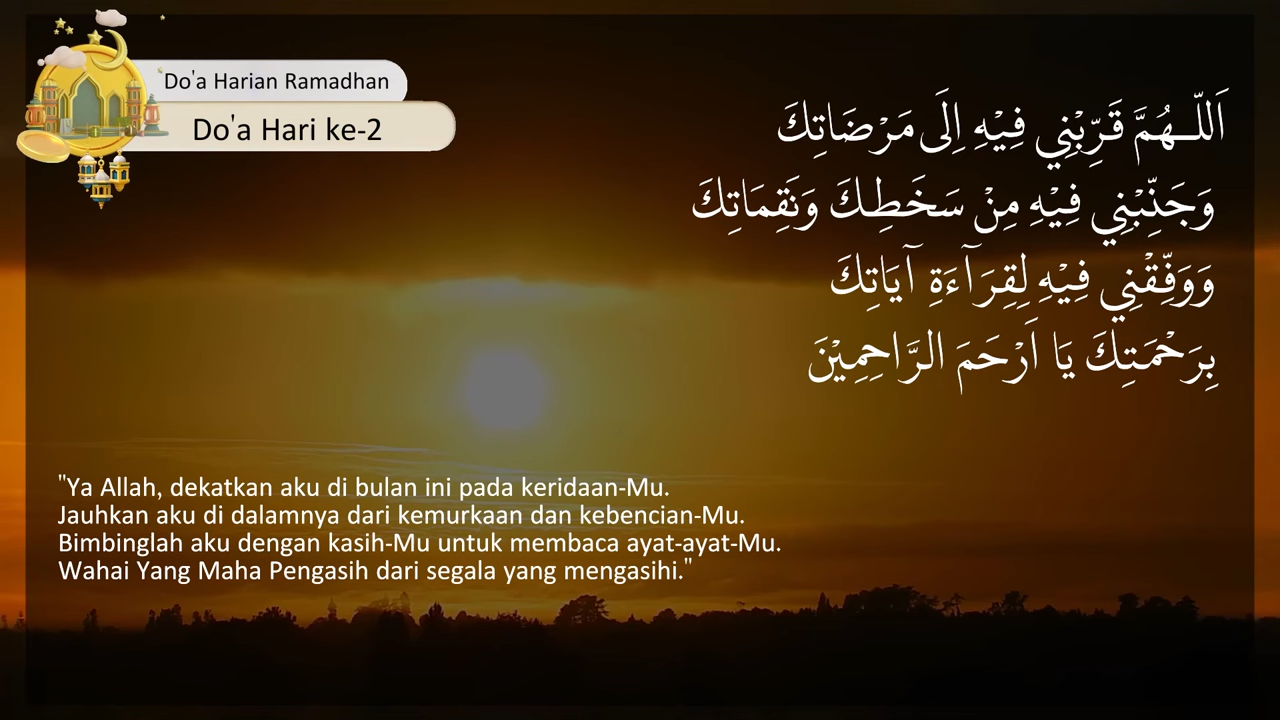 Do'a Harian Ramadhan
Do'a Hari ke-2
اَللّـهُمَّ قَرِّبْنِي فِيْهِ اِلَى مَرْضَاتِكَ
وَجَنِّبْنِي فِيْهِ مِنْ سَخَطِكَ وَنَقِمَاتِكَ
وَوَفِّقْنِي فِيْهِ لِقِرَآءَةِ آيَاتِكَ
بِرَحْمَتِكَ يَا اَرْحَمَ الرَّاحِمِيْنَ
"Ya Allah, dekatkan aku di bulan ini pada keridaan-Mu.
Jauhkan aku di dalamnya dari kemurkaan dan kebencian-Mu.
Bimbinglah aku dengan kasih-Mu untuk membaca ayat-ayat-Mu.
Wahai Yang Maha Pengasih dari segala yang mengasihi."